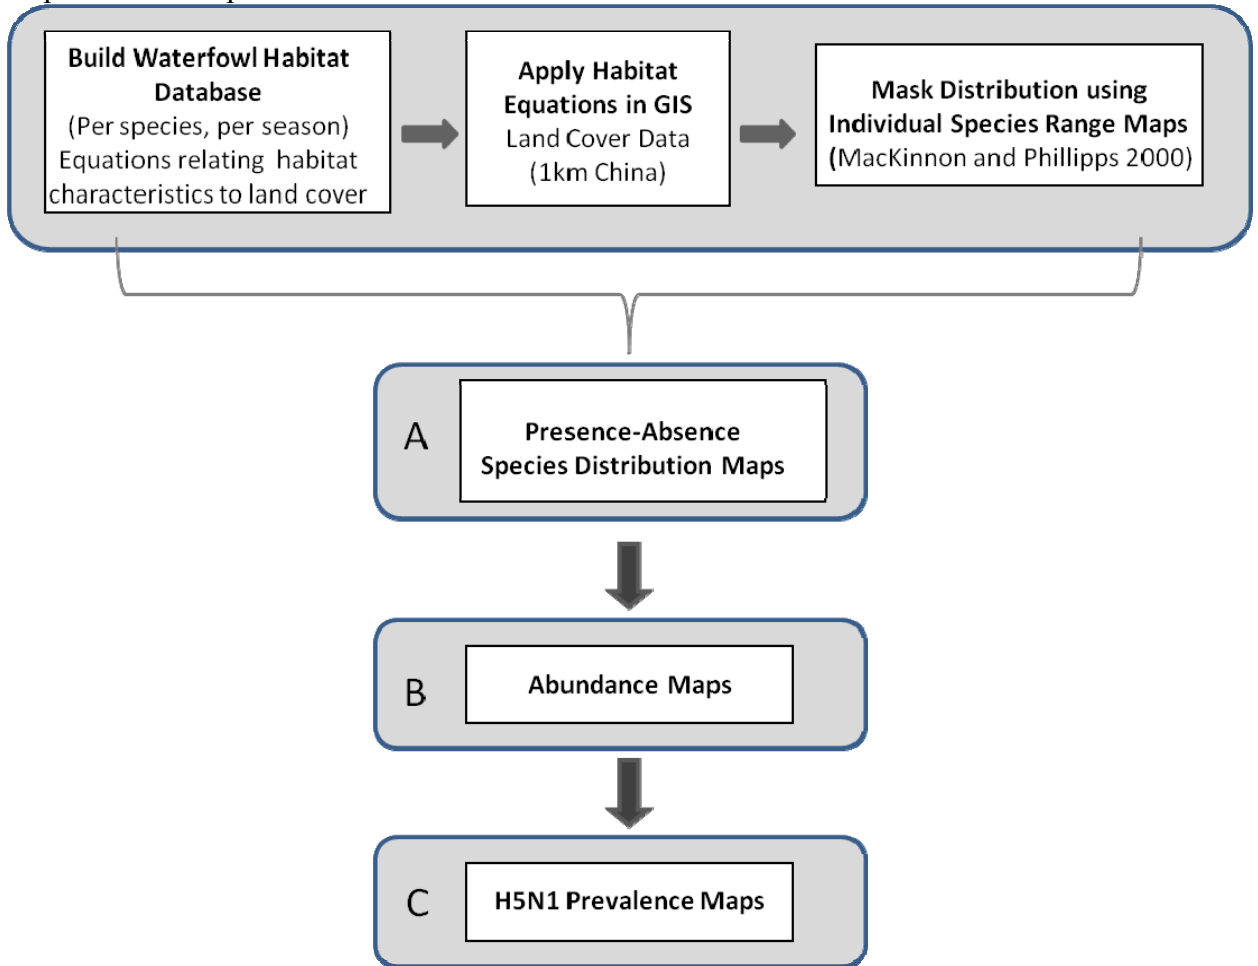 Build Waterfowl Habitat
Database
(Per species, per season)
Equations relating habitat
characteristics to land cover
Apply Habitat
Equations in GIS
Land Cover Data
(1km China)
Mask Distribution using
Individual Species Range Maps
(MacKinnon and Phillipps 2000)
A
Presence-Absence
Species Distribution Maps
B
Abundance Maps
C
H5N1 Prevalence Maps